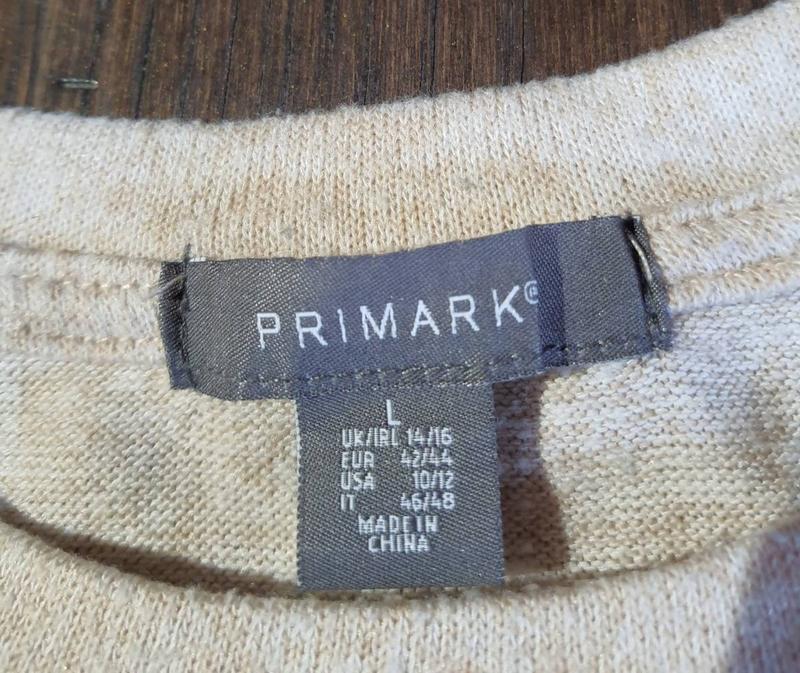 PRIMARK®
L
UK/IRL 14/16
EUR 42/44
USA 10/12
IT 46/48
MADE IN
CHINA